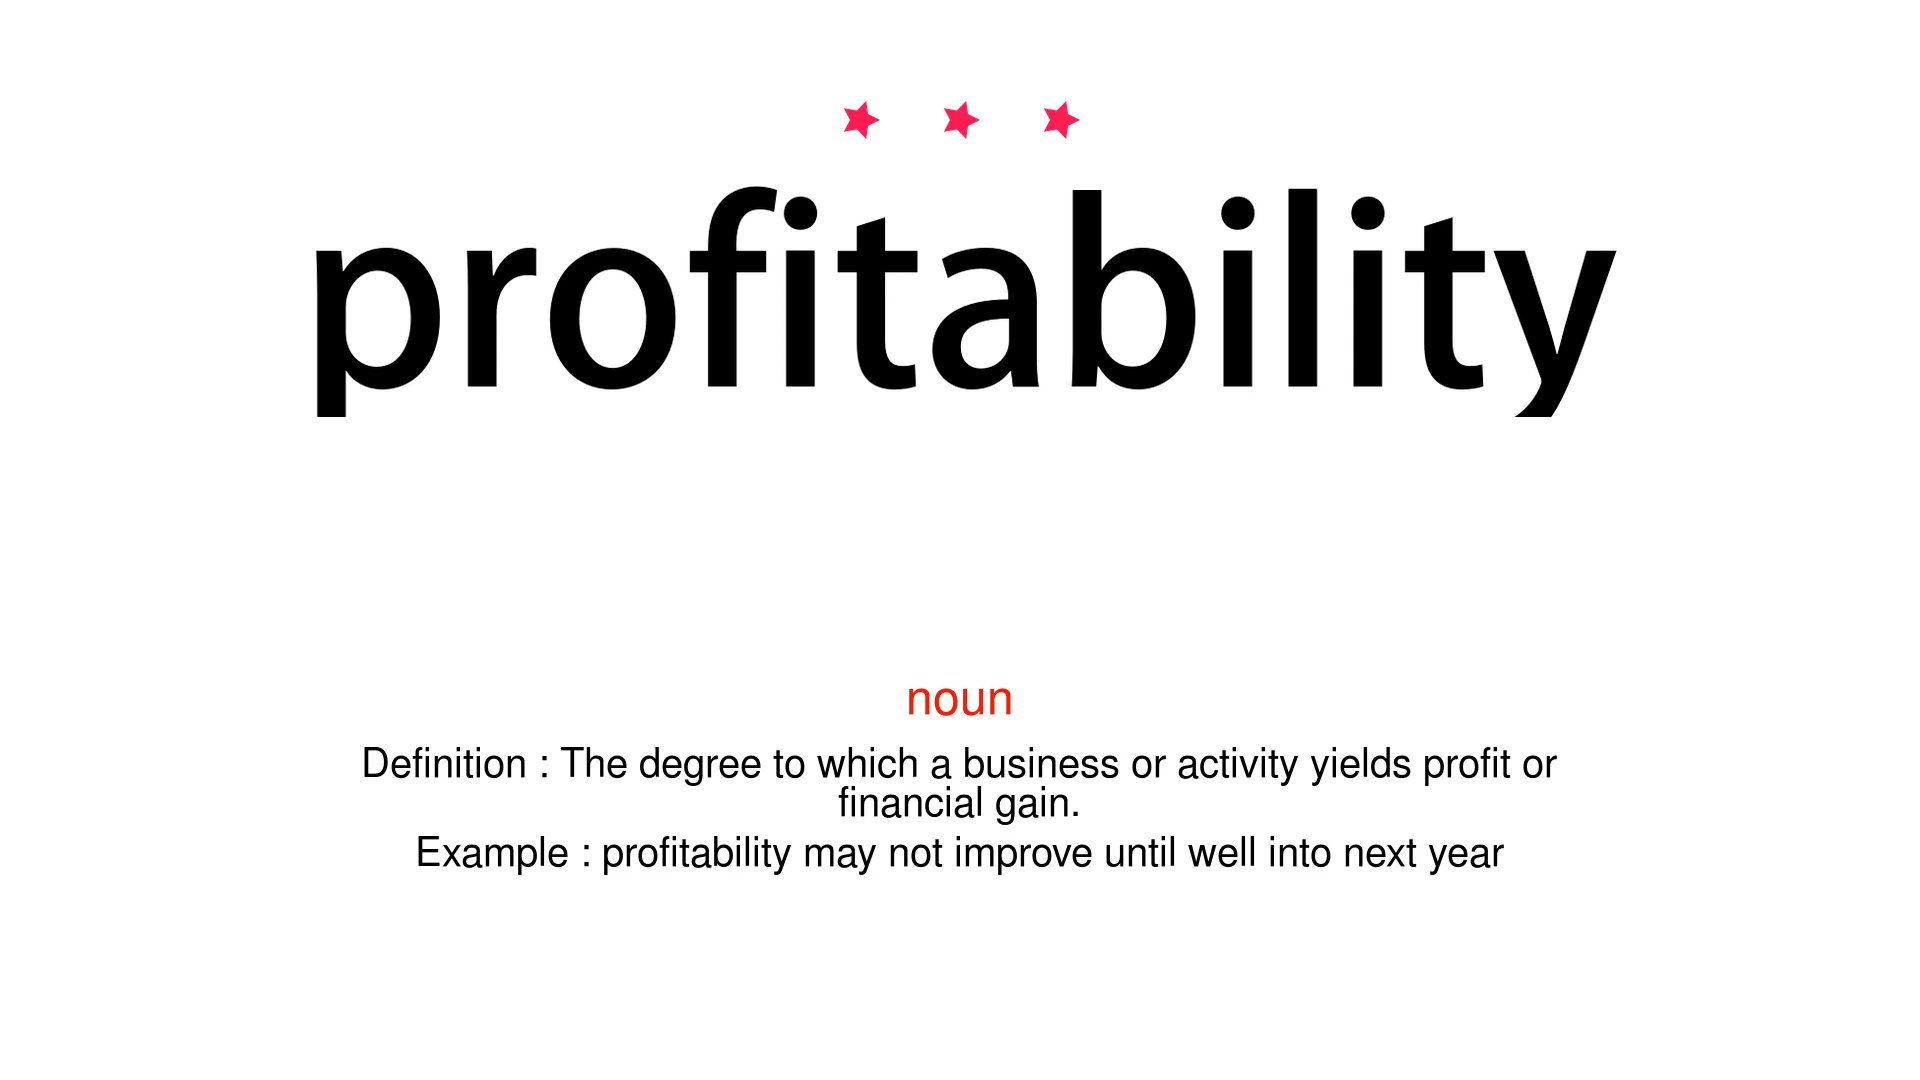 profitability
noun
Definition : The degree to which a business or activity yields profit or
financial gain.
Example : profitability may not improve until well into next year